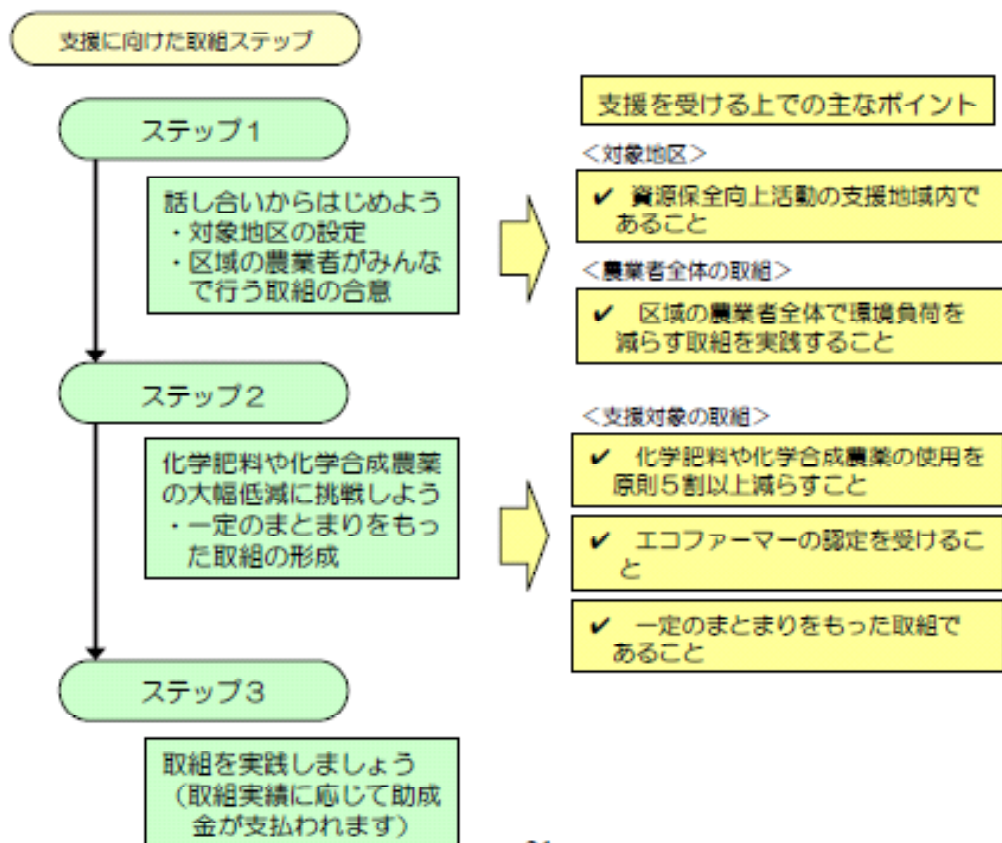 支援に向けた取組ステップ
ステップ1
話し合いからはじめよう
・対象地区の設定
・区域の農業者がみんな
で行う取組の合意
支援を受ける上での主なポイント
＜対象地区＞
✔ 資源保全向上活動の支援地域内で
あること
＜農業者全体の取組＞
✔ 区域の農業者全体で環境負荷を
減らす取組を実践すること
ステップ2
化学肥料や化学合成農薬
の大幅低減に挑戦しよう
・一定のまとまりをもっ
た取組の形成
＜支援対象の取組＞
✔ 化学肥料や化学合成農薬の使用を
原則5割以上減らすこと
✔ エコファーマーの認定を受けるこ
と
✔ 一定のまとまりをもった取組で
あること
ステップ3
取組を実践しましょう
（取組実績に応じて助成
金が支払われます）